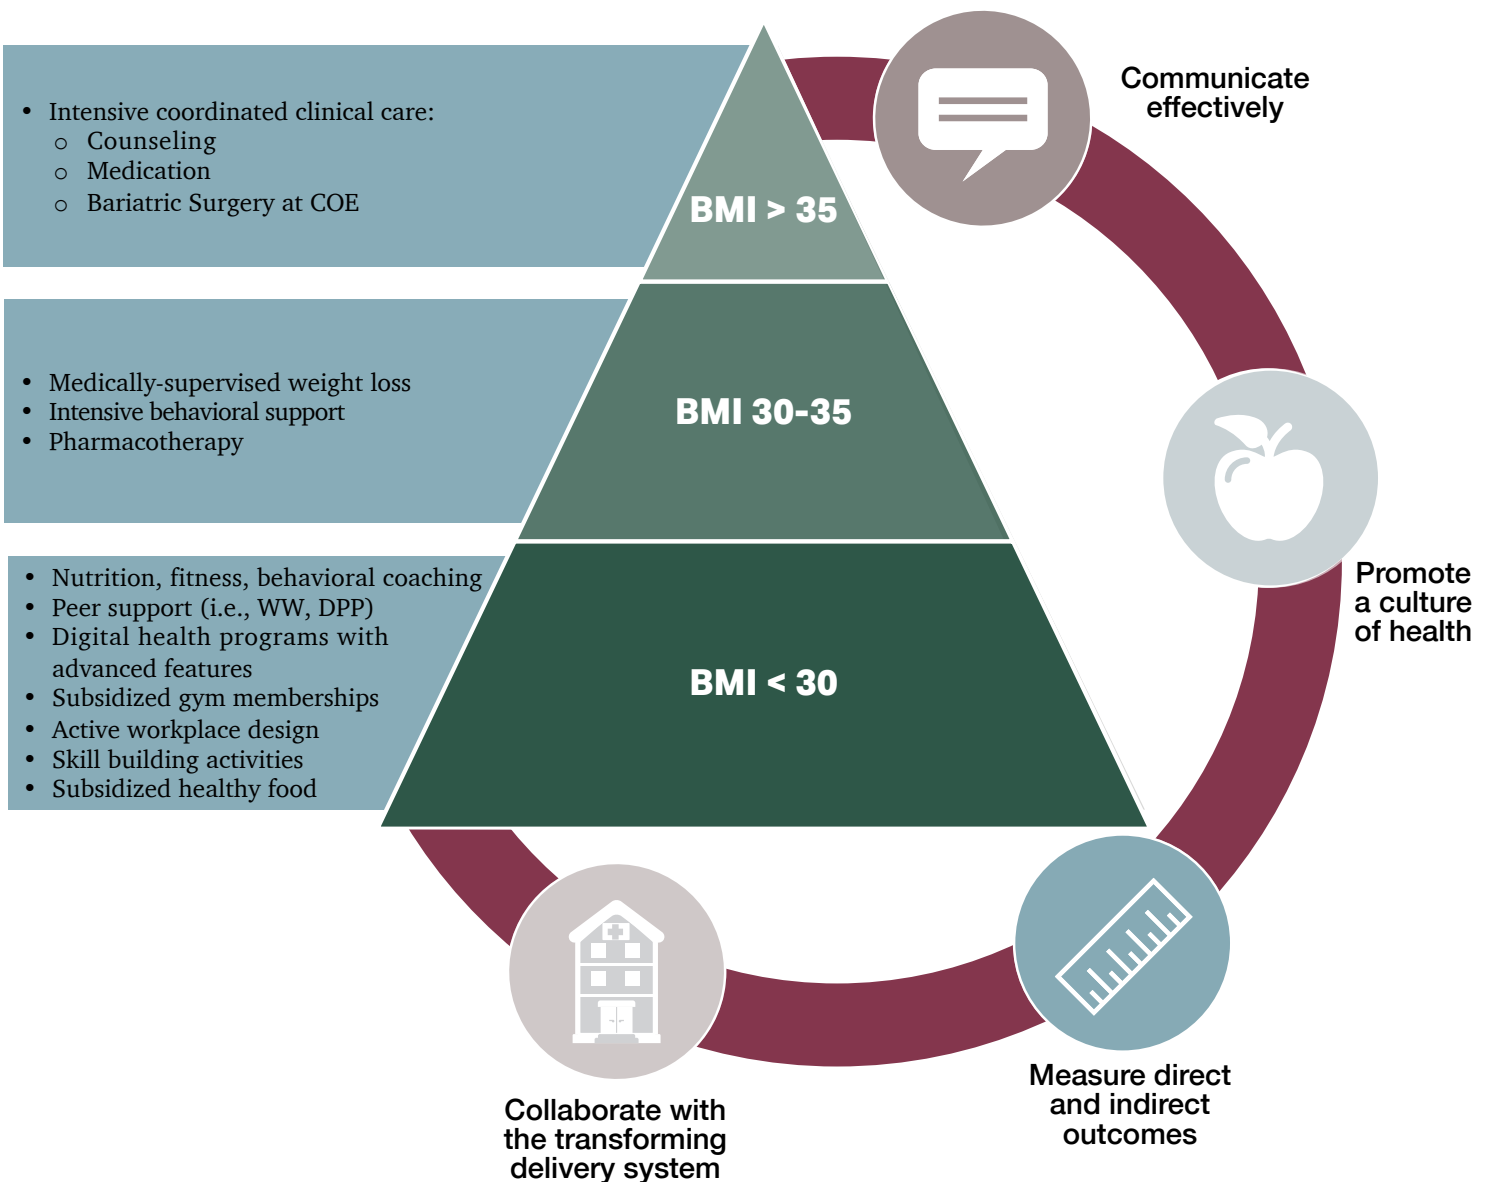 • Intensive coordinated clinical care:
o Counseling
o Medication
o Bariatric Surgery at COE
BMI > 35
• Medically-supervised weight loss
• Intensive behavioral support
• Pharmacotherapy
BMI 30-35
• Nutrition, fitness, behavioral coaching
• Peer support (i.e., WW, DPP)
• Digital health programs with
advanced features
• Subsidized gym memberships
• Active workplace design
• Skill building activities
• Subsidized healthy food
BMI < 30
Communicate
effectively
Promote
a culture
of health
Measure direct
and indirect
outcomes
Collaborate with
the transforming
delivery system